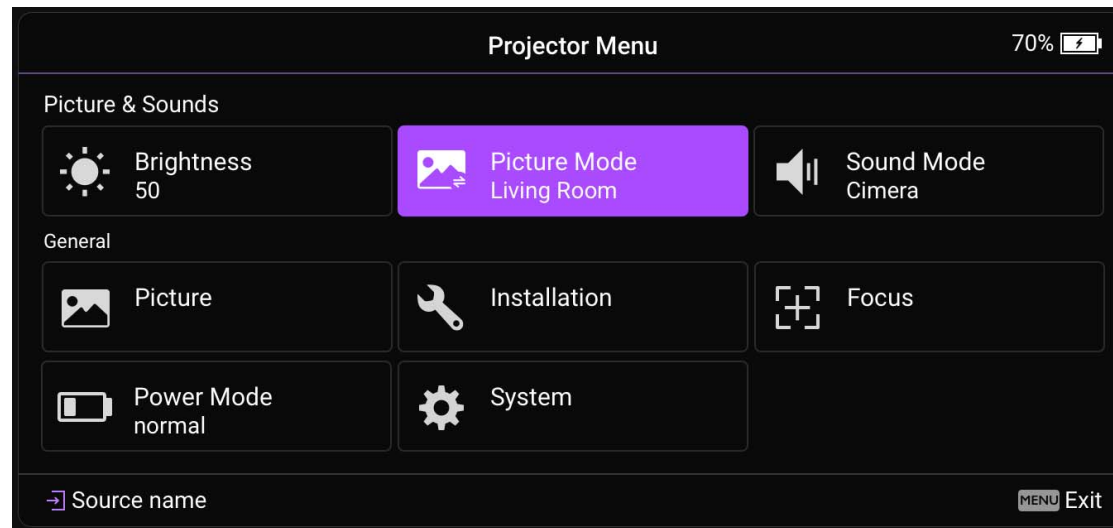 Projector Menu
70%
Picture & Sounds
Brightness
50
Picture Mode
Living Room
Sound Mode
Cimera
General
Picture
Installation
Focus
Power Mode
normal
System
Source name
MENU Exit